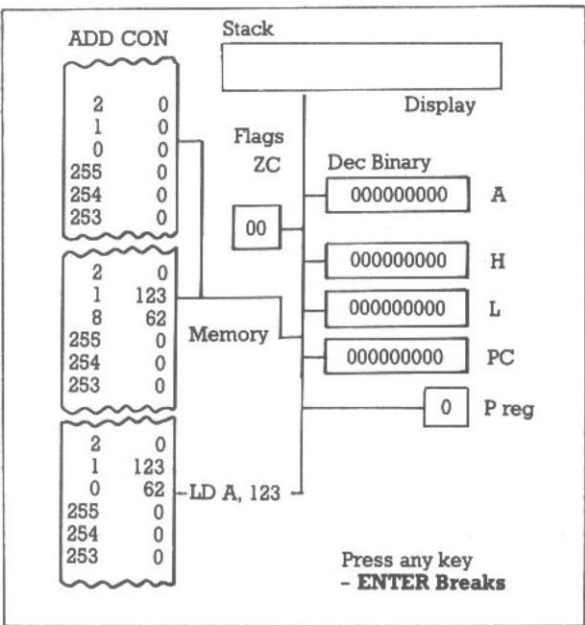 ADD CON
Stack
Display
2 0
1 0
0 0
255 0
254 0
253 0
Flags
ZC
00
Dec Binary
000000000 A
000000000 H
000000000 L
000000000 PC
0 P reg
2 0
1 123
8 62
255 0
254 0
253 0
Memory
2 0
1 123
0 62
255 0
254 0
253 0
LD A, 123
Press any key
– ENTER Breaks